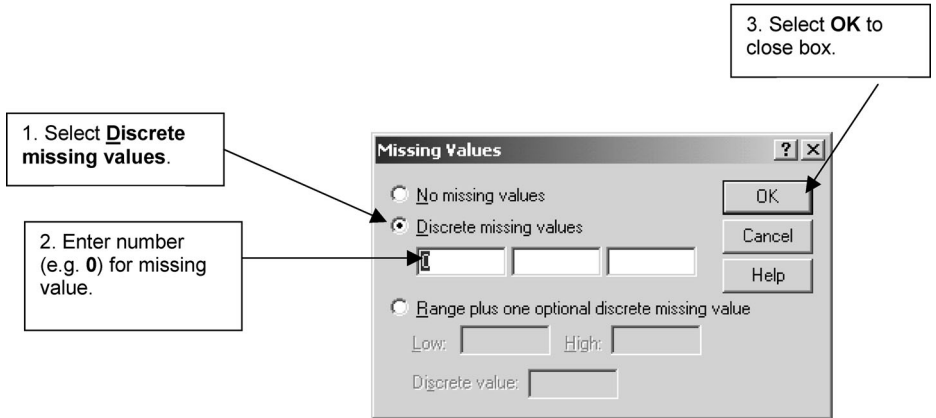 3. Select OK to
close box.
1. Select Discrete
missing values.
2. Enter number
(e.g. 0) for missing
value.
Missing Values
No missing values
Discrete missing values
0
Range plus one optional discrete missing value
Low: High:
Discrete value:
OK
Cancel
Help